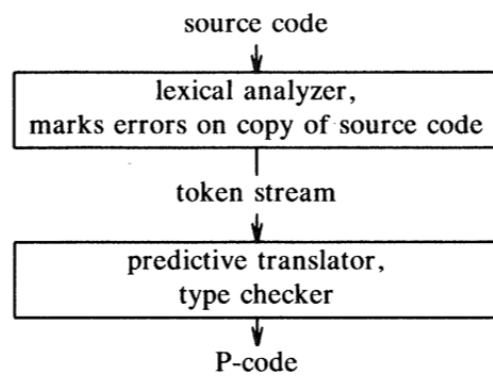 source code
lexical analyzer,
marks errors on copy of source code
token stream
predictive translator,
type checker
P-code